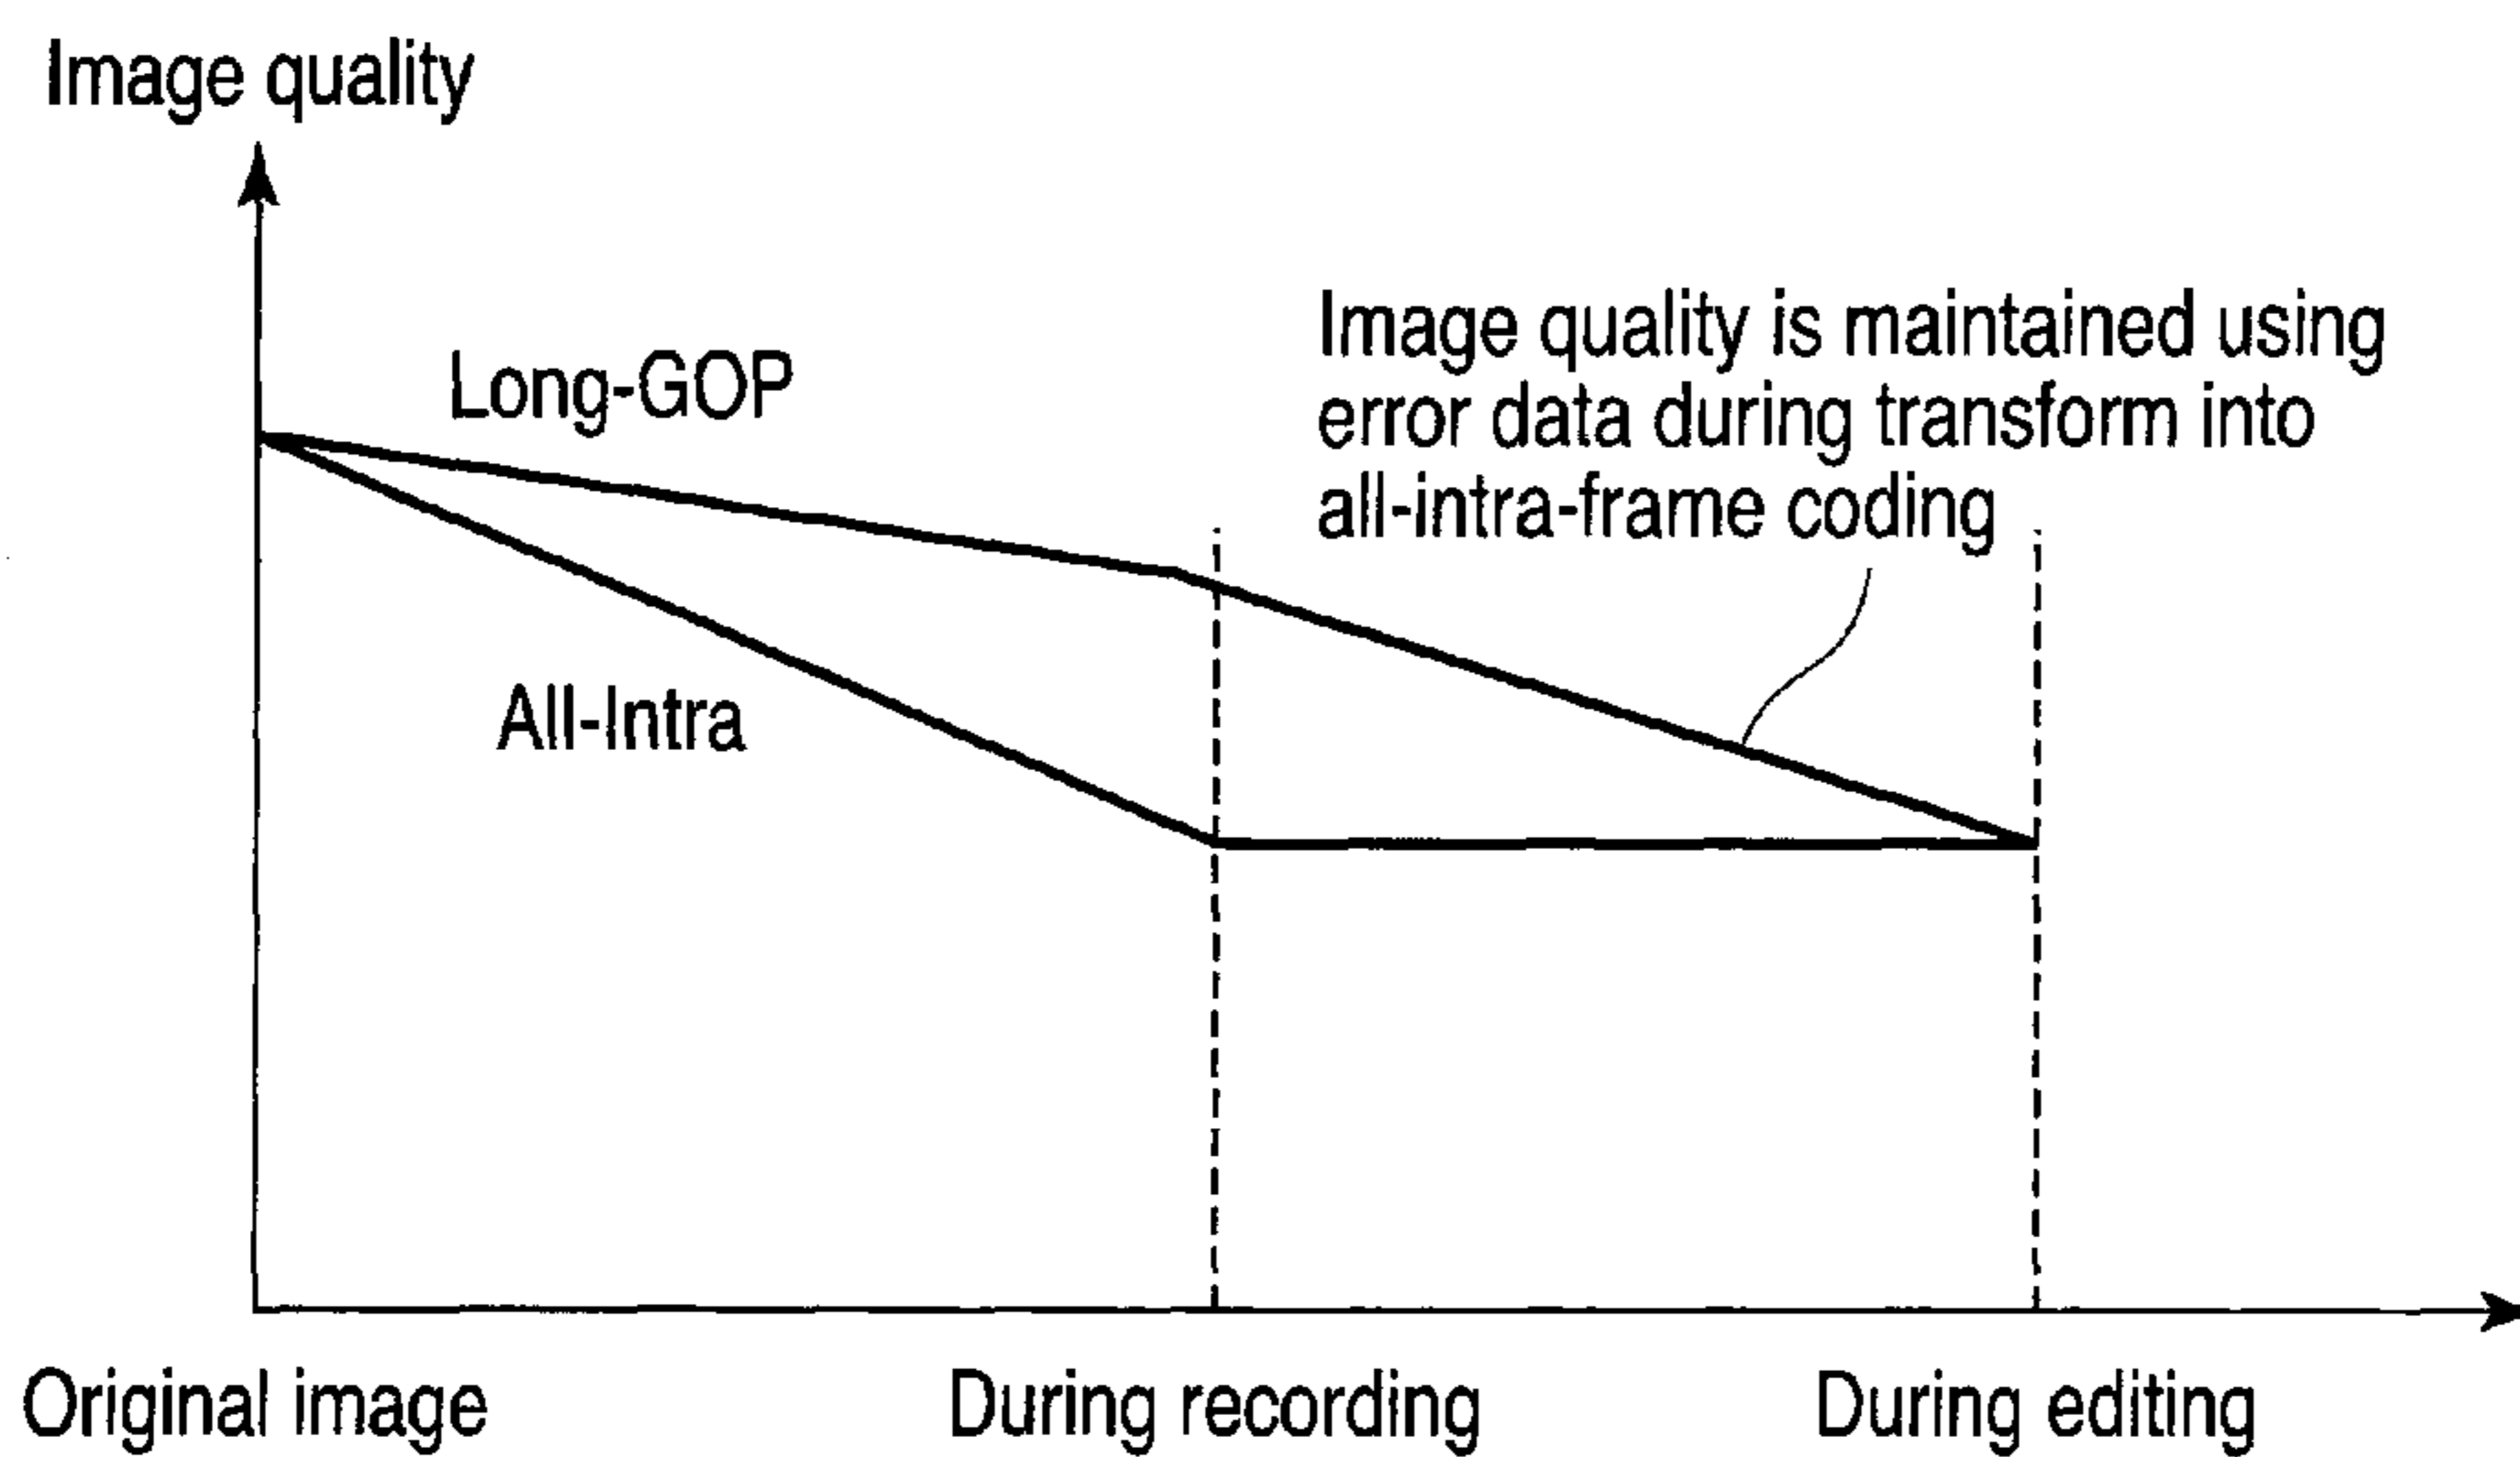 Image quality
Long-GOP
Image quality is maintained using
error data during transform into
all-intra-frame coding
All-Intra
Original image
During recording
During editing